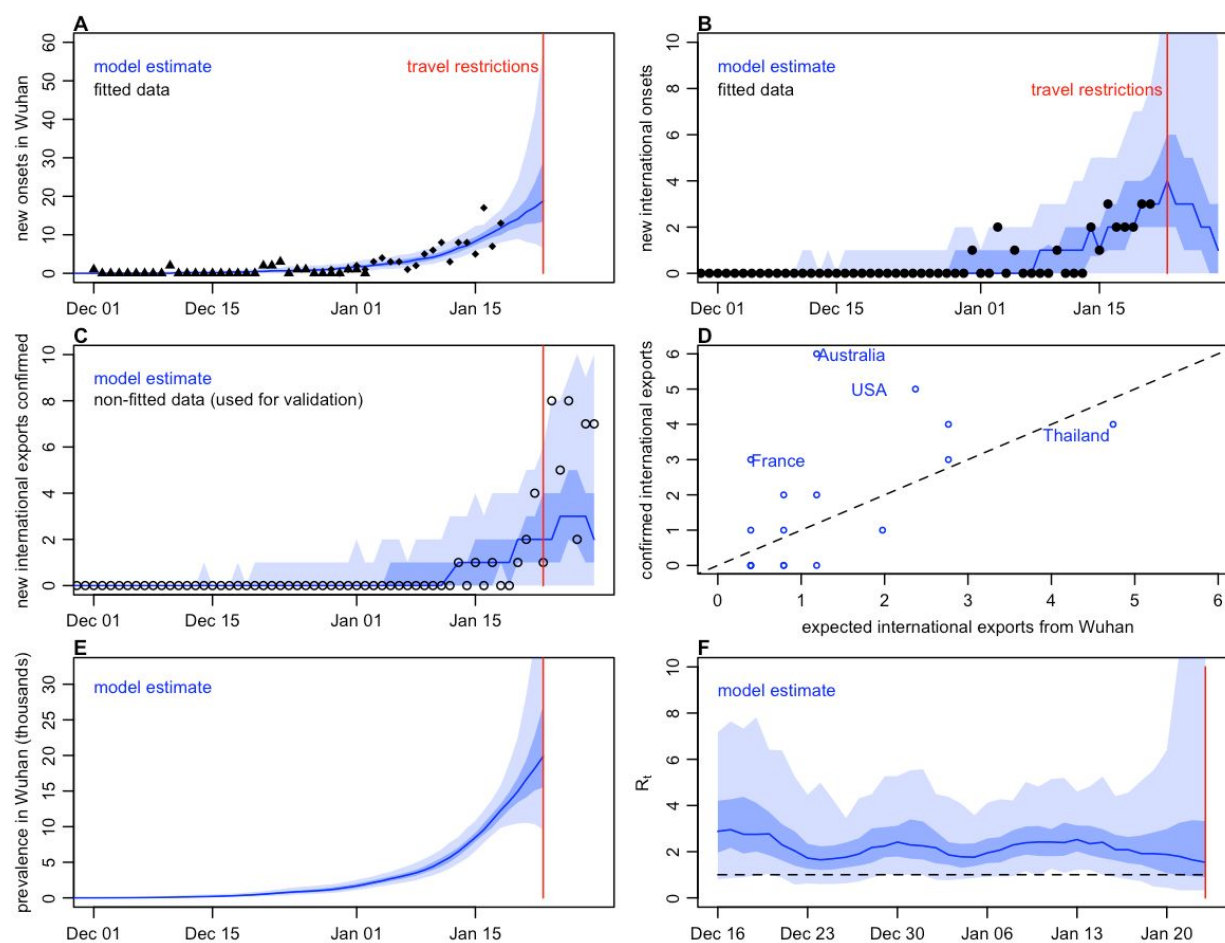 A
new onsets in Wuhan
60
50
40
30
20
10
0
model estimate
fitted data
travel restrictions
Dec 01
Dec 15
Jan 01
Jan 15
B
new international onsets
10
8
6
4
2
0
model estimate
fitted data
travel restrictions
Dec 01
Dec 15
Jan 01
Jan 15
C
new international exports confirmed
10
8
6
4
2
0
model estimate
non-fitted data (used for validation)
Dec 01
Dec 15
Jan 01
Jan 15
D
confirmed international exports
6
5
4
3
2
1
0
Australia
USA
Thailand
France
0
1
2
3
4
5
6
expected international exports from Wuhan
E
prevalence in Wuhan (thousands)
30
25
20
15
10
5
0
model estimate
Dec 01
Dec 15
Jan 01
Jan 15
F
Rt
10
8
6
4
2
0
model estimate
Dec 16
Dec 23
Dec 30
Jan 06
Jan 13
Jan 20